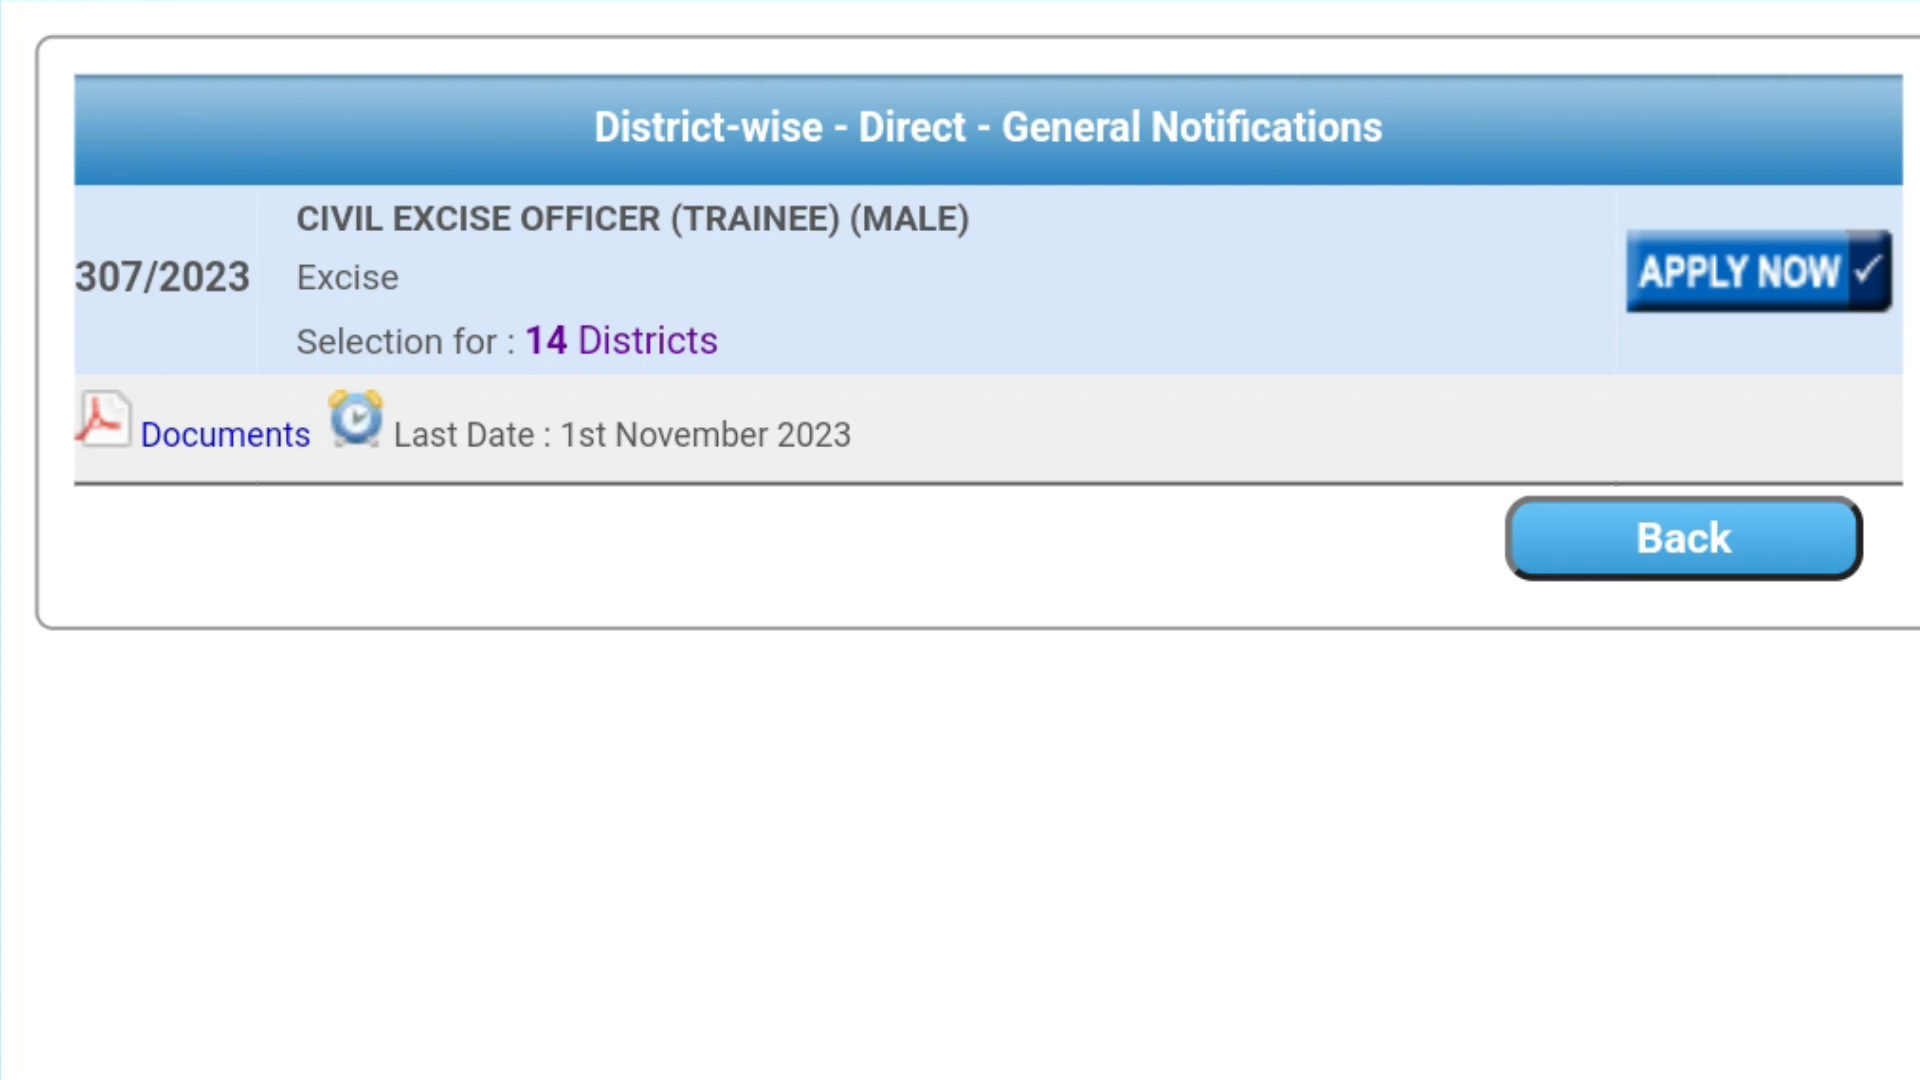 District-wise - Direct - General Notifications
CIVIL EXCISE OFFICER (TRAINEE) (MALE)
307/2023
Excise
APPLY NOW ✓
Selection for : 14 Districts
Documents Last Date : 1st November 2023
Back